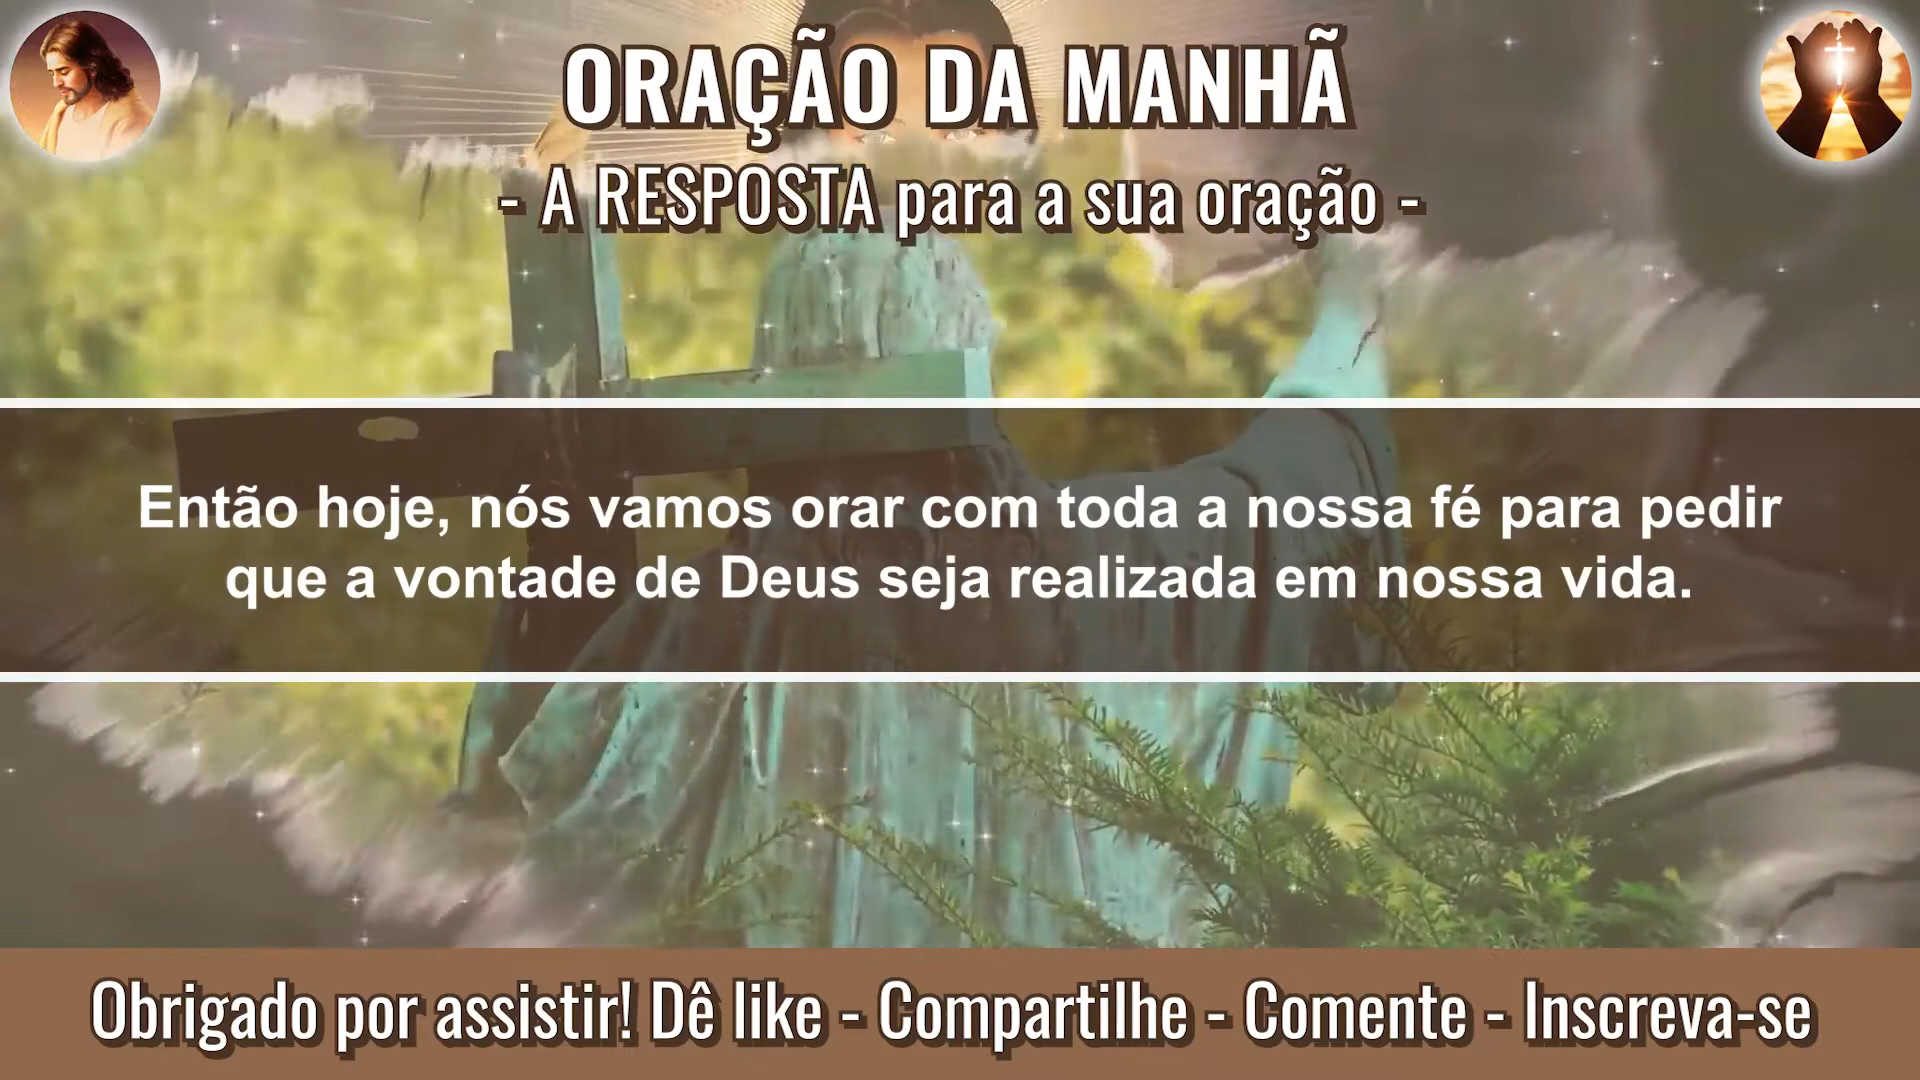 ORAÇÃO DA MANHÃ
- A RESPOSTA para a sua oração -
Então hoje, nós vamos orar com toda a nossa fé para pedir
que a vontade de Deus seja realizada em nossa vida.
Obrigado por assistir! Dê like - Compartilhe - Comente - Inscreva-se